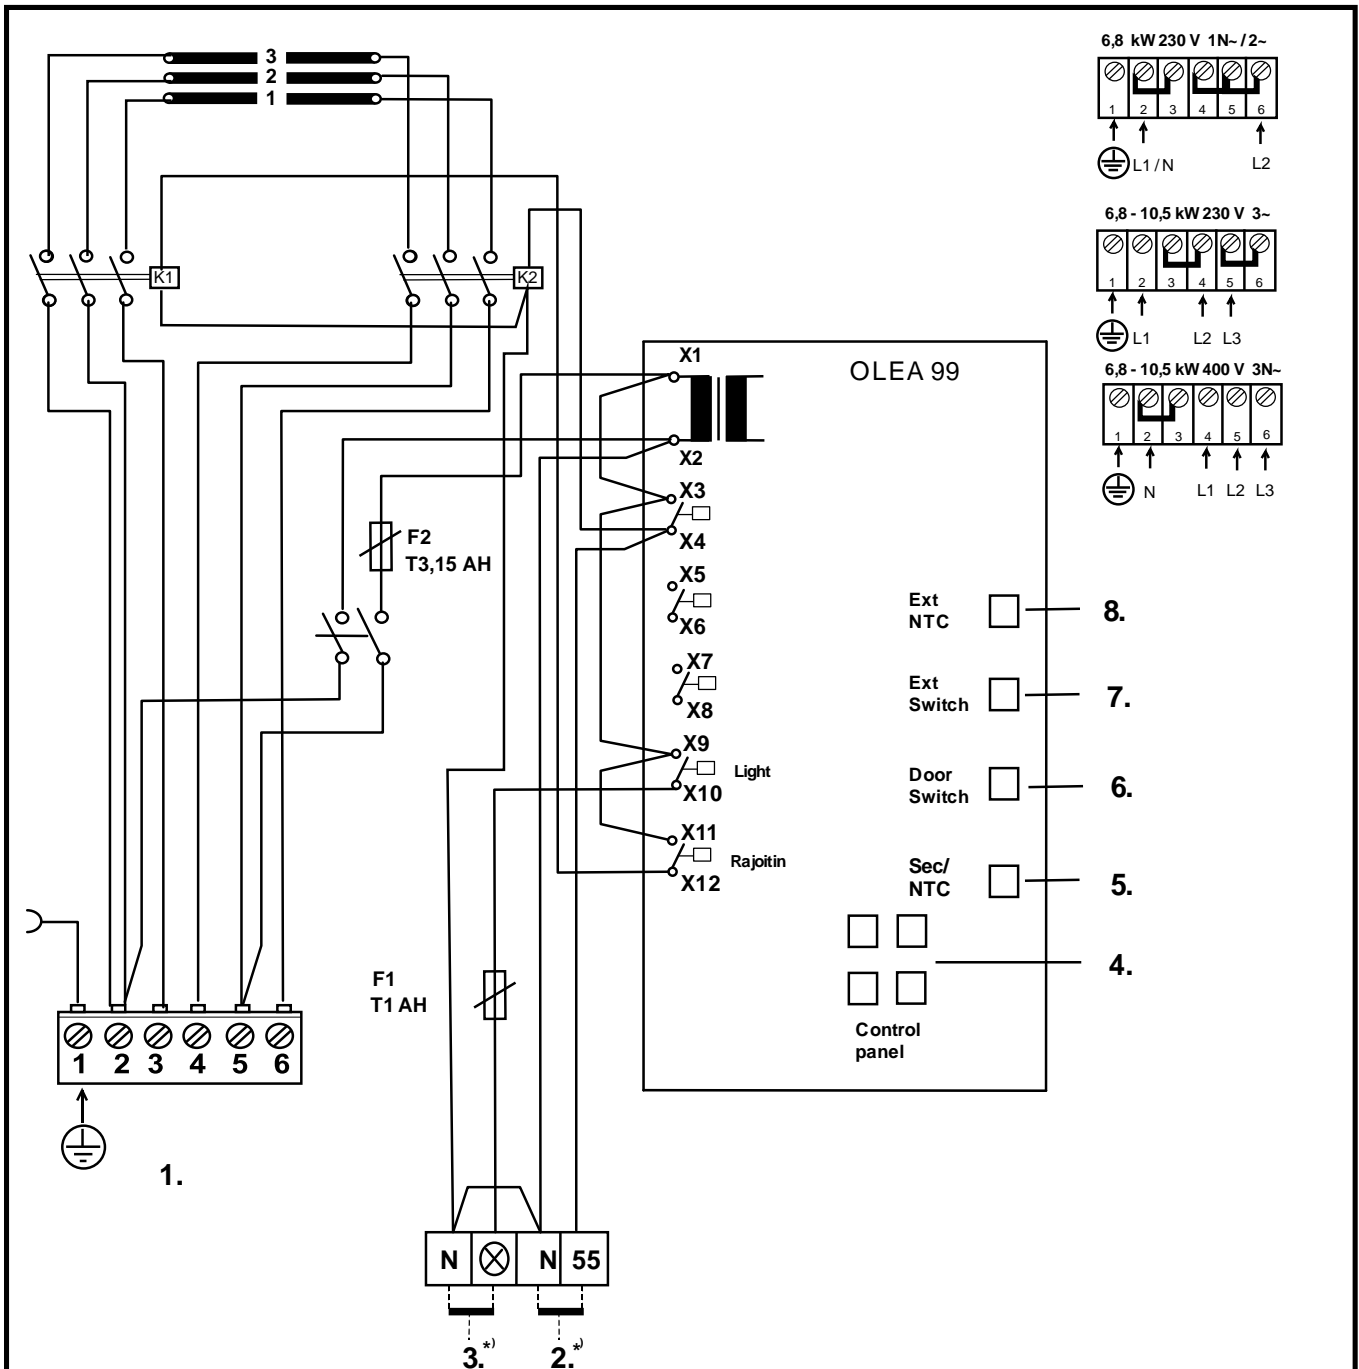 3
2
1
K1
K2
6,8 kW 230 V 1N~ / 2~
1 2 3 4 5 6
L1 / N L2
6,8 - 10,5 kW 230 V 3~
1 2 3 4 5 6
L1 L2 L3
6,8 - 10,5 kW 400 V 3N~
1 2 3 4 5 6
N L1 L2 L3
OLEA 99
X1
X2
X3
X4
X5
X6
X7
X8
X9
Light
X10
X11
Rajoitin
X12
F2
T3,15 AH
Ext
NTC
8.
Ext
Switch
7.
Door
Switch
6.
Sec/
NTC
5.
4.
Control
panel
F1
T1 AH
1 2 3 4 5 6
1.
N N 55
3.*) 2.*)